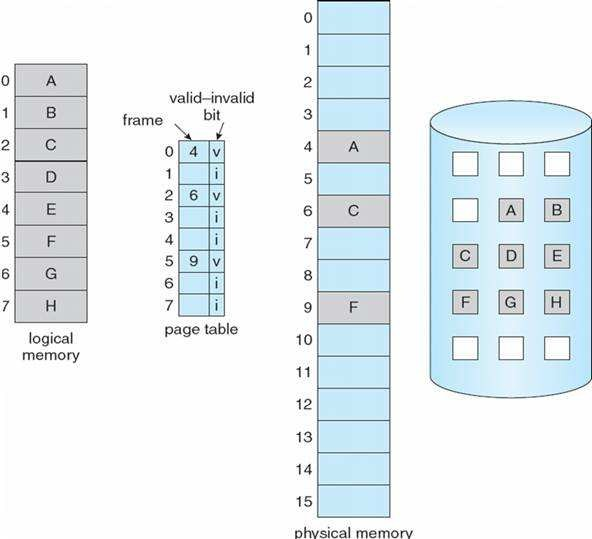 0 A
1 B
2 C
3 D
4 E
5 F
6 G
7 H
logical
memory
valid–invalid
bit
frame
0 4 v
1 i
2 6 v
3 i
4 i
5 9 v
6 i
7 i
page table
0
1
2
3
4 A
5
6 C
7
8
9 F
10
11
12
13
14
15
physical memory
A B
C D E
F G H